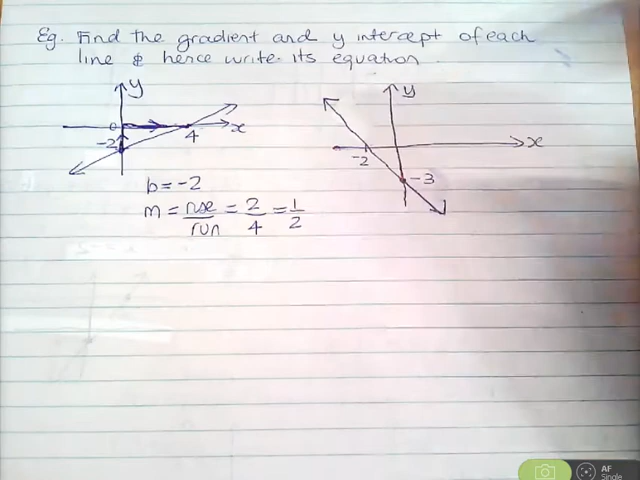 Eg. Find the gradient and y intercept of each
line & hence write its equation.
y
0
4
x
-2
b = -2
m = rise/run = 2/4 = 1/2
y
x
-2
-3
AF
Single